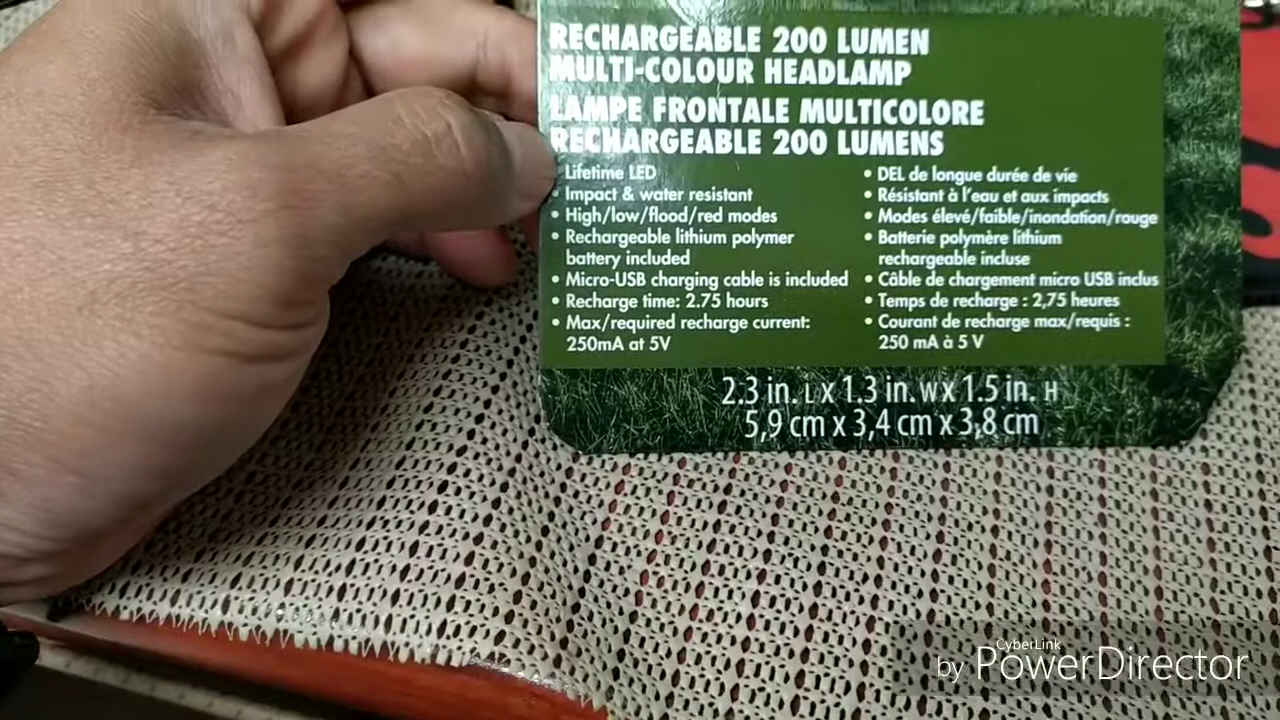 RECHARGEABLE 200 LUMEN
MULTI-COLOUR HEADLAMP
LAMPE FRONTALE MULTICOLORE
RECHARGEABLE 200 LUMENS
Lifetime LED
• Impact & water resistant
• High/low/flood/red modes
• Rechargeable lithium polymer
battery included
• Micro-USB charging cable is included
• Recharge time: 2.75 hours
• Max/required recharge current:
250mA at 5V
• DEL de longue durée de vie
• Résistant à l'eau et aux impacts
• Modes élevé/faible/inondation/rouge
• Batterie polymère lithium
rechargeable incluse
• Câble de chargement micro USB inclus
• Temps de recharge : 2,75 heures
• Courant de recharge max/requis :
250 mA à 5 V
2.3 in. L x 1.3 in. W x 1.5 in. H
5,9 cm x 3,4 cm x 3,8 cm
CyberLink
by PowerDirector